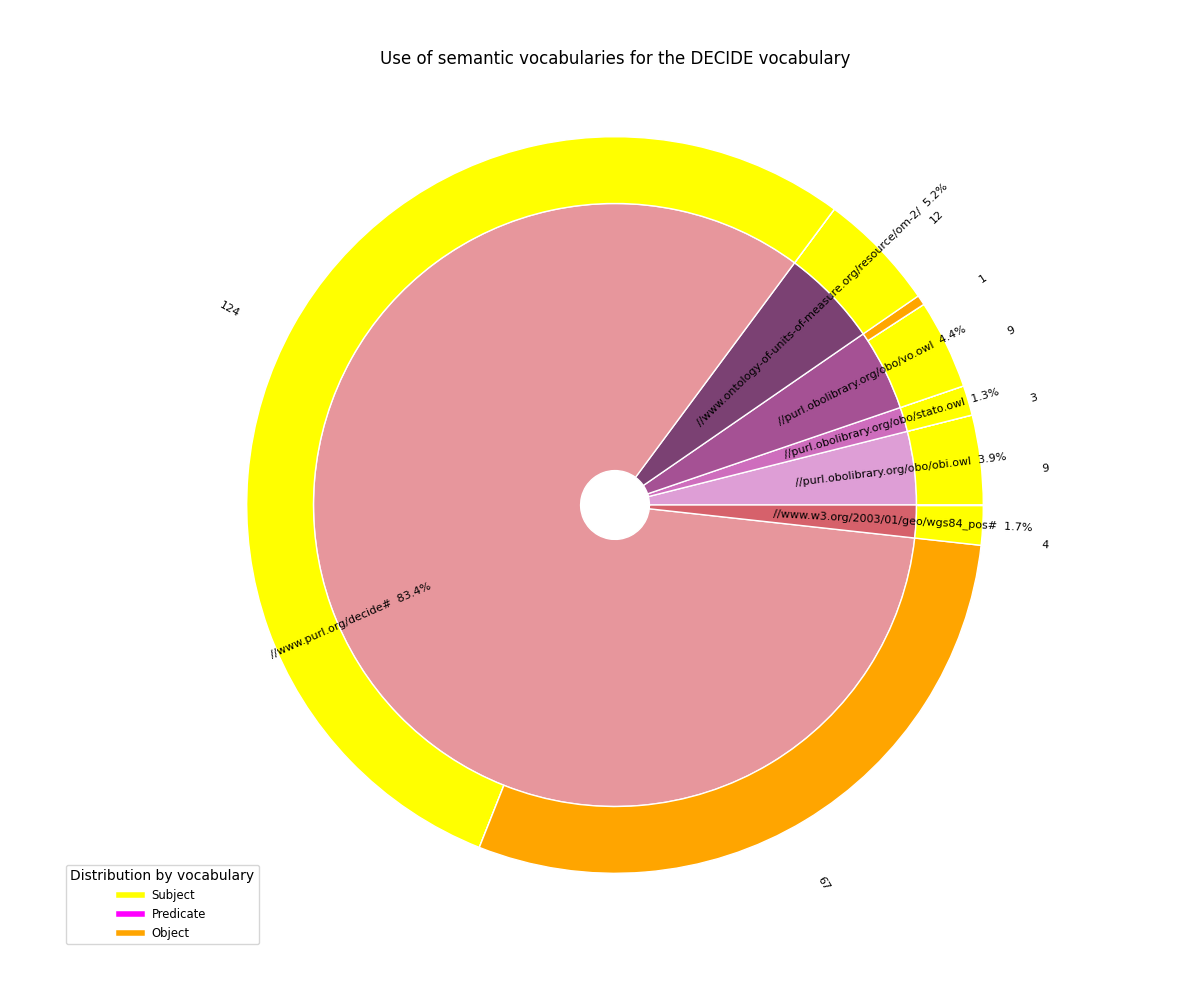 Use of semantic vocabularies for the DECIDE vocabulary
//www.ontology-of-units-of-measure.org/resource/om-2/ 5.2%
12
1
9
//purl.obolibrary.org/obo/vo.owl 4.4%
124
3
//purl.obolibrary.org/obo/stato.owl 1.3%
//purl.obolibrary.org/obo/obi.owl 3.9%
9
//www.w3.org/2003/01/geo/wgs84_pos# 1.7%
4
//www.purl.org/decide# 83.4%
67
Distribution by vocabulary
Subject
Predicate
Object